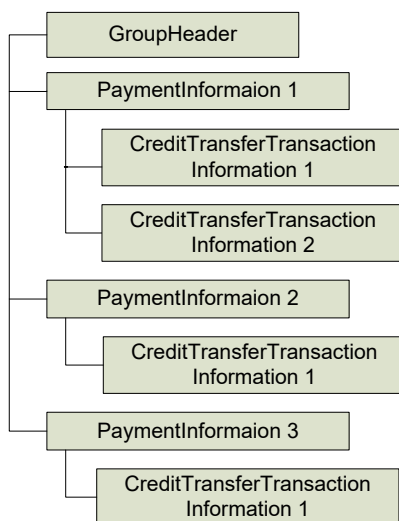 GroupHeader
PaymentInformaion 1
CreditTransferTransaction
Information 1
CreditTransferTransaction
Information 2
PaymentInformaion 2
CreditTransferTransaction
Information 1
PaymentInformaion 3
CreditTransferTransaction
Information 1